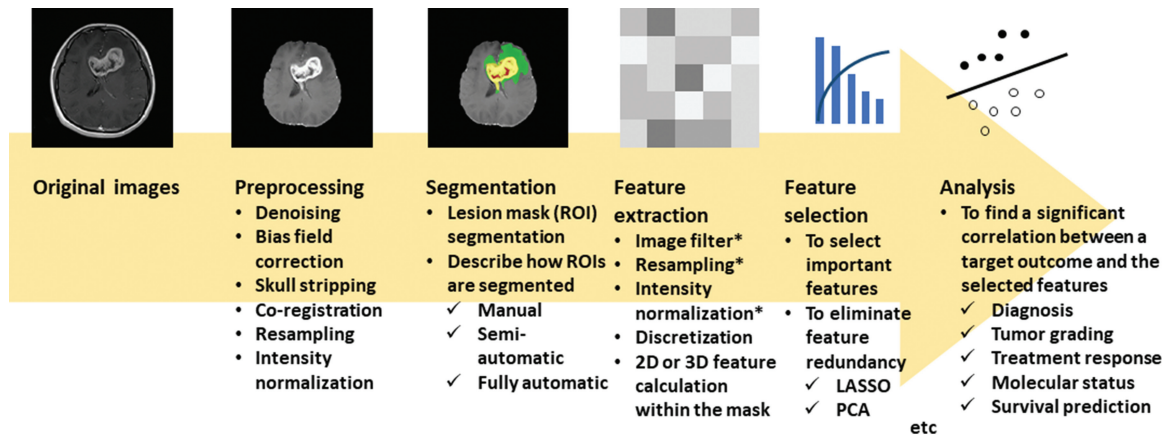 Original images
Preprocessing
• Denoising
• Bias field
correction
• Skull stripping
• Co-registration
• Resampling
• Intensity
normalization
Segmentation
• Lesion mask (ROI)
segmentation
• Describe how ROIs
are segmented
✓ Manual
✓ Semi-
automatic
✓ Fully automatic
Feature
extraction
• Image filter*
• Resampling*
• Intensity
normalization*
• Discretization
• 2D or 3D feature
calculation
within the mask
Feature
selection
• To select
important
features
• To eliminate
feature
redundancy
✓ LASSO
✓ PCA
etc
Analysis
• To find a significant
correlation between a
target outcome and the
selected features
✓ Diagnosis
✓ Tumor grading
✓ Treatment response
✓ Molecular status
✓ Survival prediction